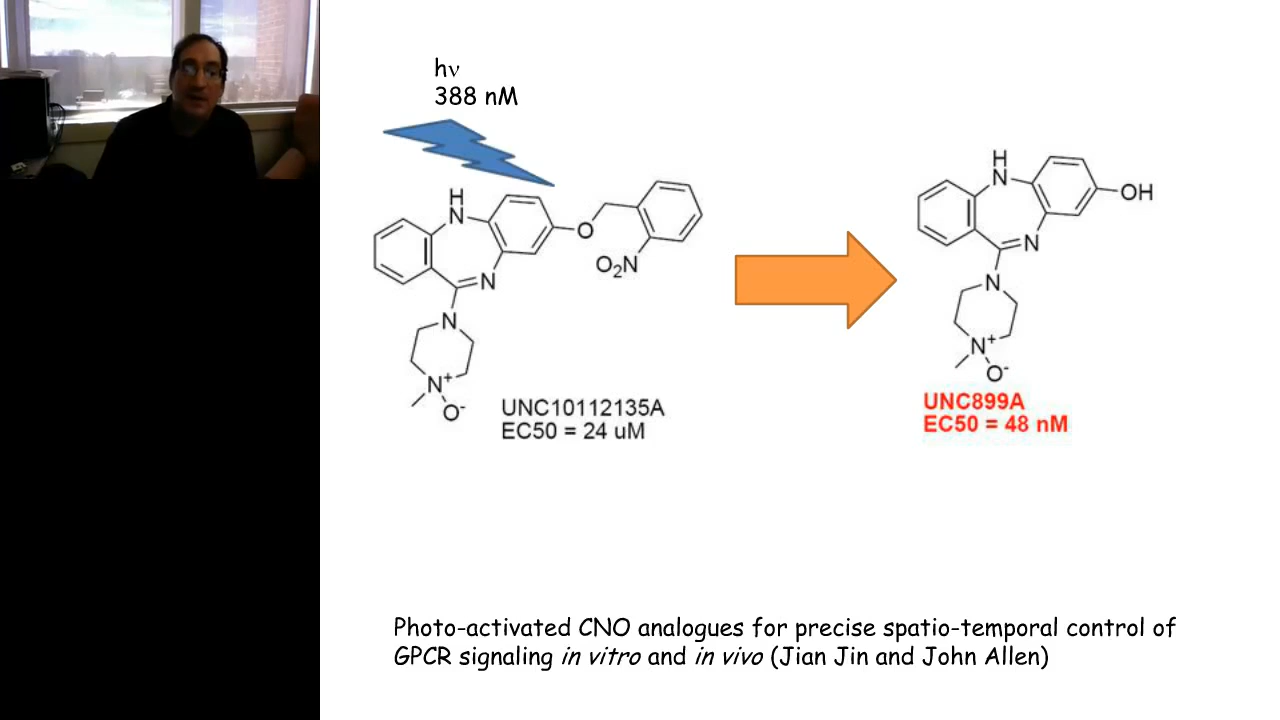 hν
388 nM
H
N
O
O₂N
N
N
N⁺
O⁻
UNC10112135A
EC50 = 24 uM
H
N
OH
N
N
N⁺
O⁻
UNC899A
EC50 = 48 nM
Photo-activated CNO analogues for precise spatio-temporal control of
GPCR signaling in vitro and in vivo (Jian Jin and John Allen)